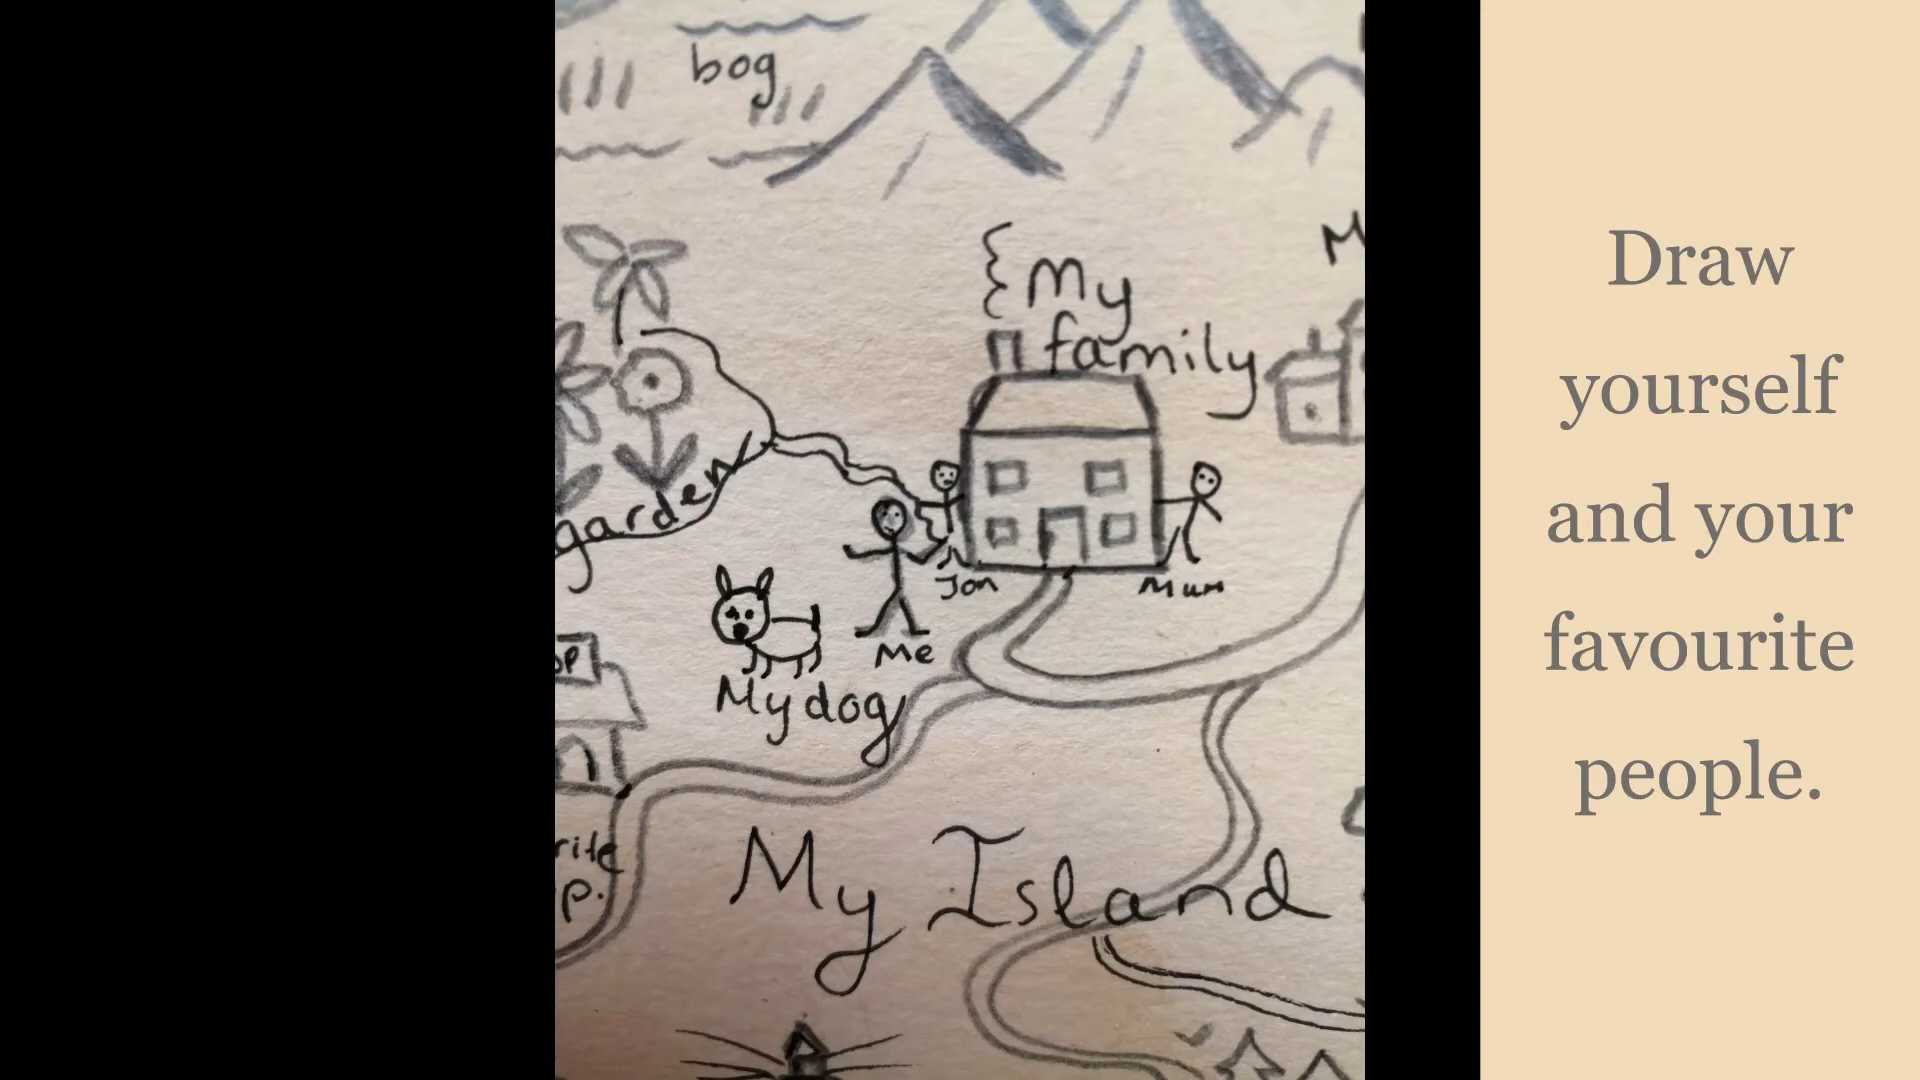 bog
My
family
garden
Jon
Mum
Me
My dog
My Island
Draw
yourself
and your
favourite
people.